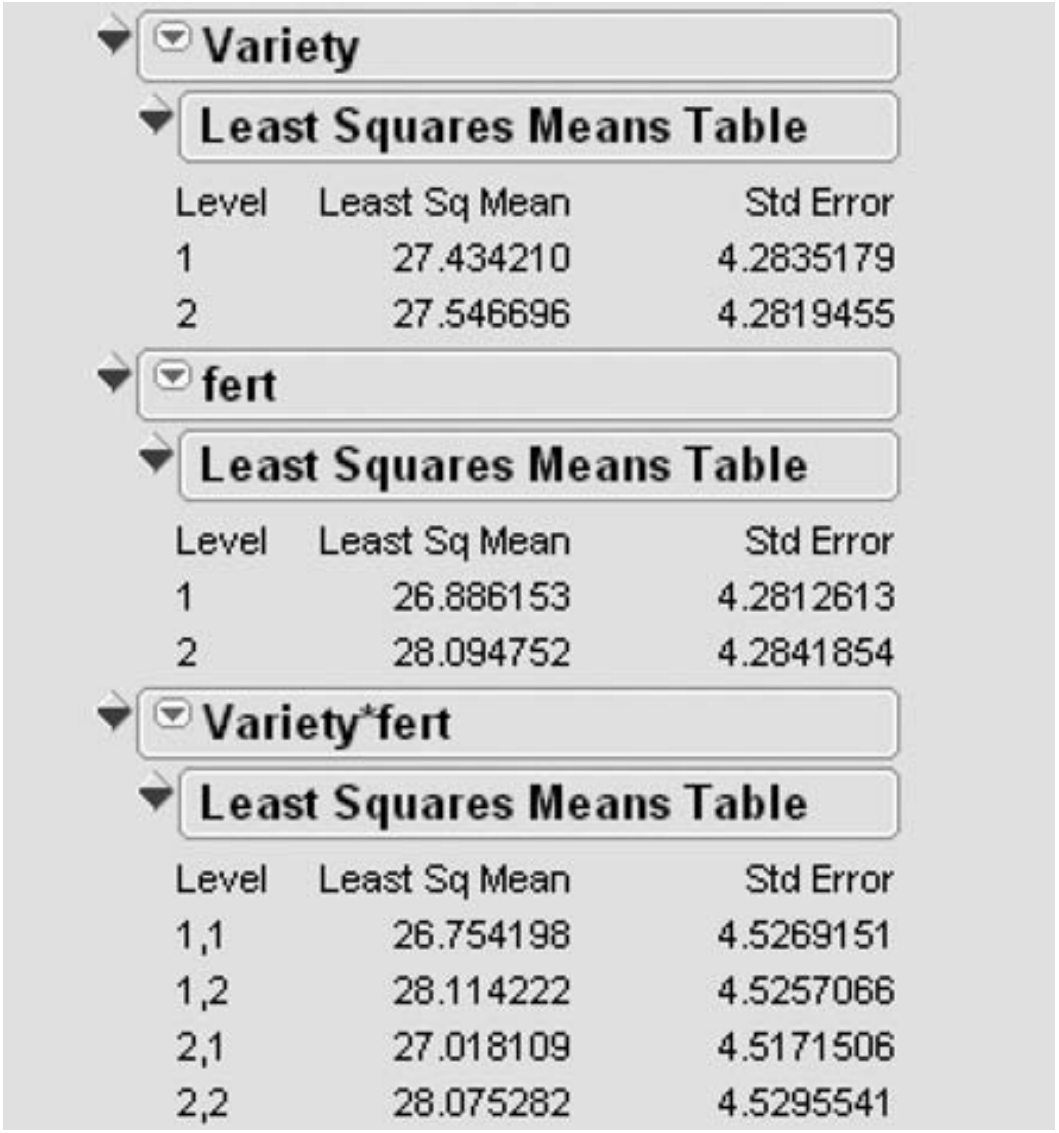 Variety
Least Squares Means Table
Level Least Sq Mean Std Error
1 27.434210 4.2835179
2 27.546696 4.2819455
fert
Least Squares Means Table
Level Least Sq Mean Std Error
1 26.886153 4.2812613
2 28.094752 4.2841854
Variety*fert
Least Squares Means Table
Level Least Sq Mean Std Error
1,1 26.754198 4.5269151
1,2 28.114222 4.5257066
2,1 27.018109 4.5171506
2,2 28.075282 4.5295541